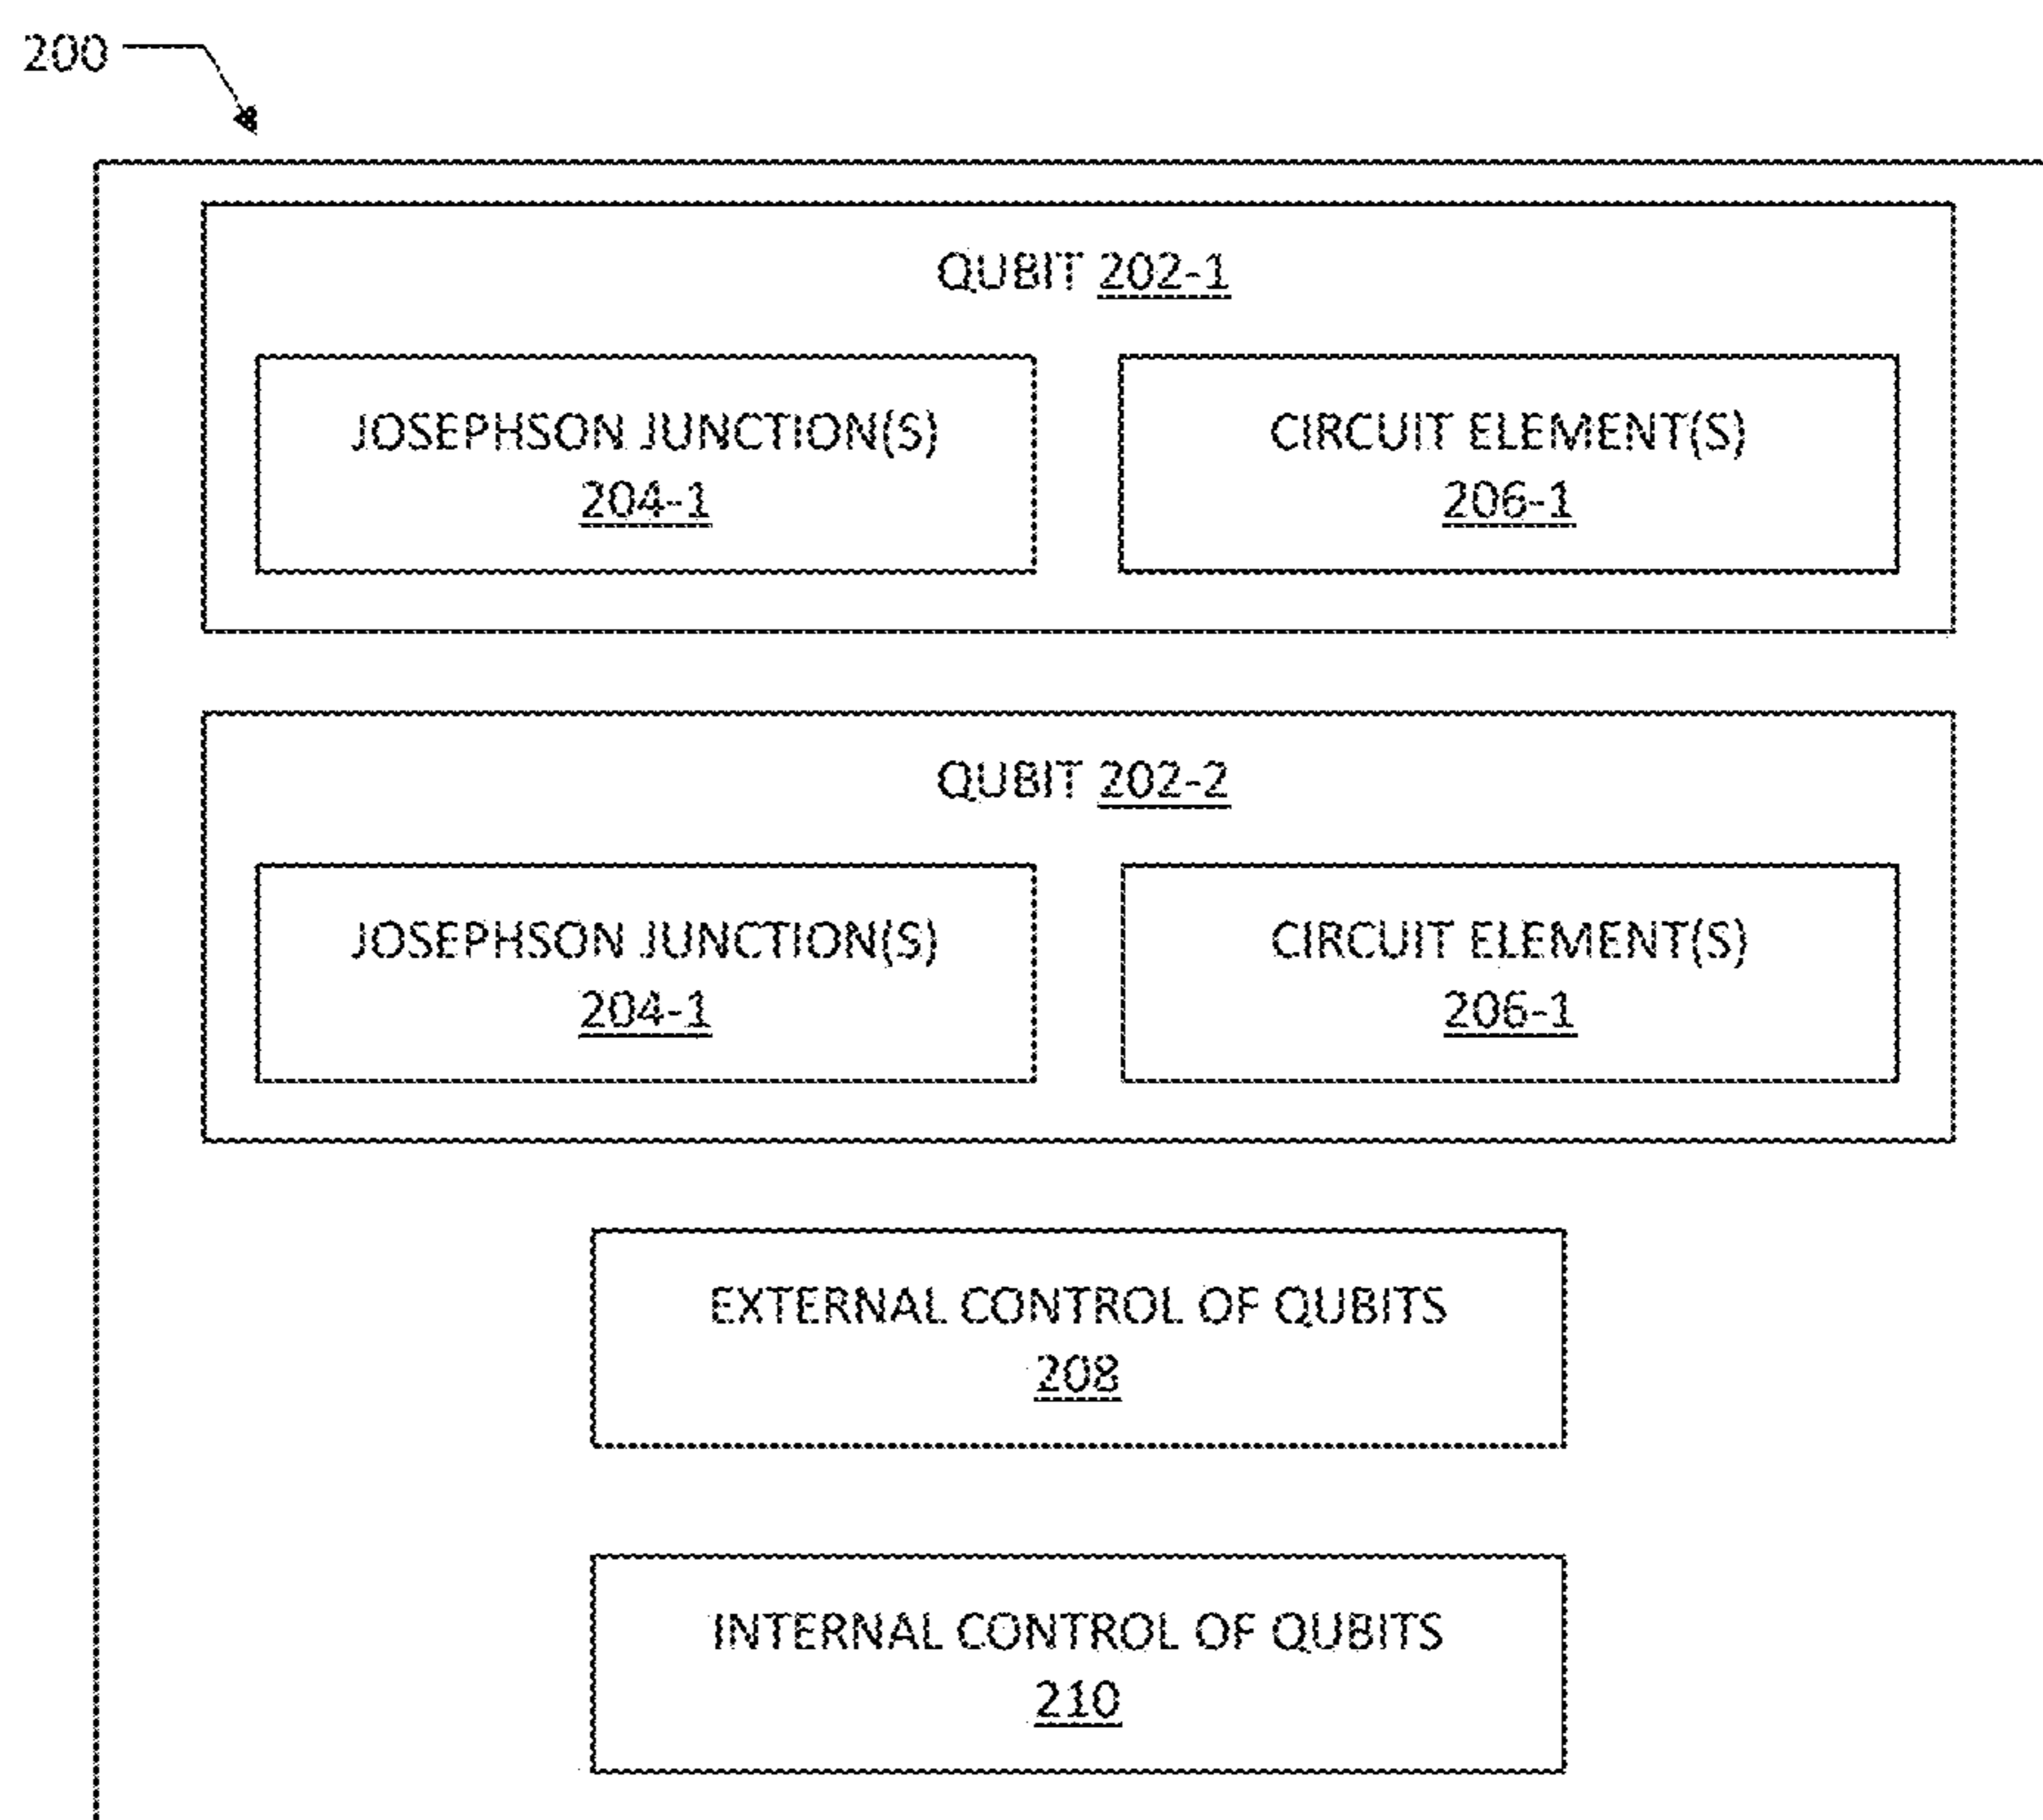 200
QUBIT 202-1
JOSEPHSON JUNCTION(S)
204-1
CIRCUIT ELEMENT(S)
206-1
QUBIT 202-2
JOSEPHSON JUNCTION(S)
204-1
CIRCUIT ELEMENT(S)
206-1
EXTERNAL CONTROL OF QUBITS
208
INTERNAL CONTROL OF QUBITS
210